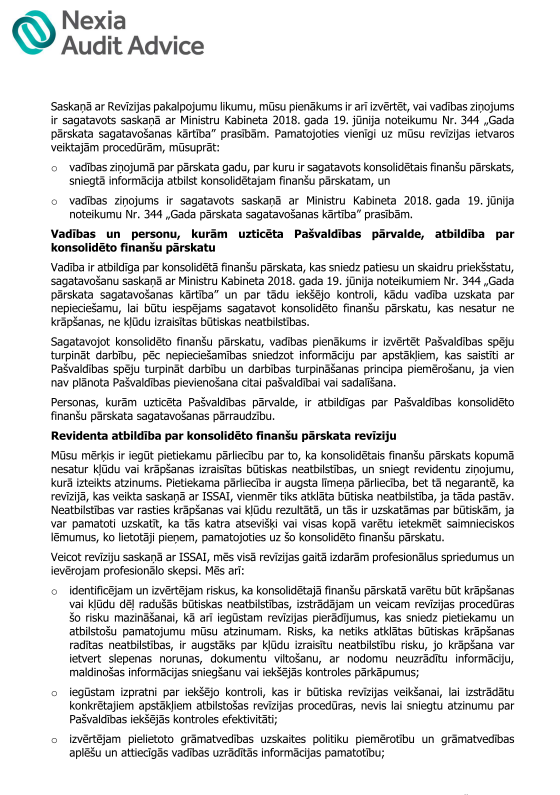 Nexia
Audit Advice
Saskaņā ar Revīzijas pakalpojumu likumu, mūsu pienākums ir arī izvērtēt, vai vadības ziņojums
ir sagatavots saskaņā ar Ministru Kabineta 2018. gada 19. jūnija noteikumu Nr. 344 „Gada
pārskata sagatavošanas kārtība” prasībām. Pamatojoties vienīgi uz mūsu revīzijas ietvaros
veiktajām procedūrām, mūsuprāt:
o vadības ziņojumā par pārskata gadu, par kuru ir sagatavots konsolidētais finanšu pārskats,
sniegtā informācija atbilst konsolidētajam finanšu pārskatam, un
o vadības ziņojums ir sagatavots saskaņā ar Ministru Kabineta 2018. gada 19. jūnija
noteikumu Nr. 344 „Gada pārskata sagatavošanas kārtība” prasībām.
Vadības un personu, kurām uzticēta Pašvaldības pārvalde, atbildība par
konsolidēto finanšu pārskatu
Vadība ir atbildīga par konsolidētā finanšu pārskata, kas sniedz patiesu un skaidru priekšstatu,
sagatavošanu saskaņā ar Ministru Kabineta 2018. gada 19. jūnija noteikumiem Nr. 344 „Gada
pārskata sagatavošanas kārtība” un par tādu iekšējo kontroli, kādu vadība uzskata par
nepieciešamu, lai būtu iespējams sagatavot konsolidēto finanšu pārskatu, kas nesatur ne
krāpšanas, ne kļūdu izraisītas būtiskas neatbilstības.
Sagatavojot konsolidēto finanšu pārskatu, vadības pienākums ir izvērtēt Pašvaldības spēju
turpināt darbību, pēc nepieciešamības sniedzot informāciju par apstākļiem, kas saistīti ar
Pašvaldības spēju turpināt darbību un darbības turpināšanas principa piemērošanu, ja vien
nav plānota Pašvaldības pievienošana citai pašvaldībai vai sadalīšana.
Personas, kurām uzticēta Pašvaldības pārvalde, ir atbildīgas par Pašvaldības konsolidēto
finanšu pārskata sagatavošanas pārraudzību.
Revidenta atbildība par konsolidēto finanšu pārskata revīziju
Mūsu mērķis ir iegūt pietiekamu pārliecību par to, ka konsolidētais finanšu pārskats kopumā
nesatur kļūdu vai krāpšanas izraisītas būtiskas neatbilstības, un sniegt revidentu ziņojumu,
kurā izteikts atzinums. Pietiekama pārliecība ir augsta līmeņa pārliecība, bet tā negarantē, ka
revīzijā, kas veikta saskaņā ar ISSAI, vienmēr tiks atklāta būtiska neatbilstība, ja tāda pastāv.
Neatbilstības var rasties krāpšanas vai kļūdu rezultātā, un tās ir uzskatāmas par būtiskām, ja
var pamatoti uzskatīt, ka tās katra atsevišķi vai visas kopā varētu ietekmēt saimnieciskos
lēmumus, ko lietotāji pieņem, pamatojoties uz šo konsolidēto finanšu pārskatu.
Veicot revīziju saskaņā ar ISSAI, mēs visā revīzijas gaitā izdarām profesionālus spriedumus un
ievērojam profesionālo skepsi. Mēs arī:
o identificējam un izvērtējam riskus, ka konsolidētajā finanšu pārskatā varētu būt krāpšanas
vai kļūdu dēļ radušās būtiskas neatbilstības, izstrādājam un veicam revīzijas procedūras
šo risku mazināšanai, kā arī iegūstam revīzijas pierādījumus, kas sniedz pietiekamu un
atbilstošu pamatojumu mūsu atzinumam. Risks, ka netiks atklātas būtiskas krāpšanas
radītas neatbilstības, ir augstāks par kļūdu izraisītu neatbilstību risku, jo krāpšana var
ietvert slepenas norunas, dokumentu viltošanu, ar nodomu neuzrādītu informāciju,
maldinošas informācijas sniegšanu vai iekšējās kontroles pārkāpumus;
o iegūstam izpratni par iekšējo kontroli, kas ir būtiska revīzijas veikšanai, lai izstrādātu
konkrētajiem apstākļiem atbilstošas revīzijas procedūras, nevis lai sniegtu atzinumu par
Pašvaldības iekšējās kontroles efektivitāti;
o izvērtējam pielietoto grāmatvedības uzskaites politiku piemērotību un grāmatvedības
aplēšu un attiecīgās vadības uzrādītās informācijas pamatotību;